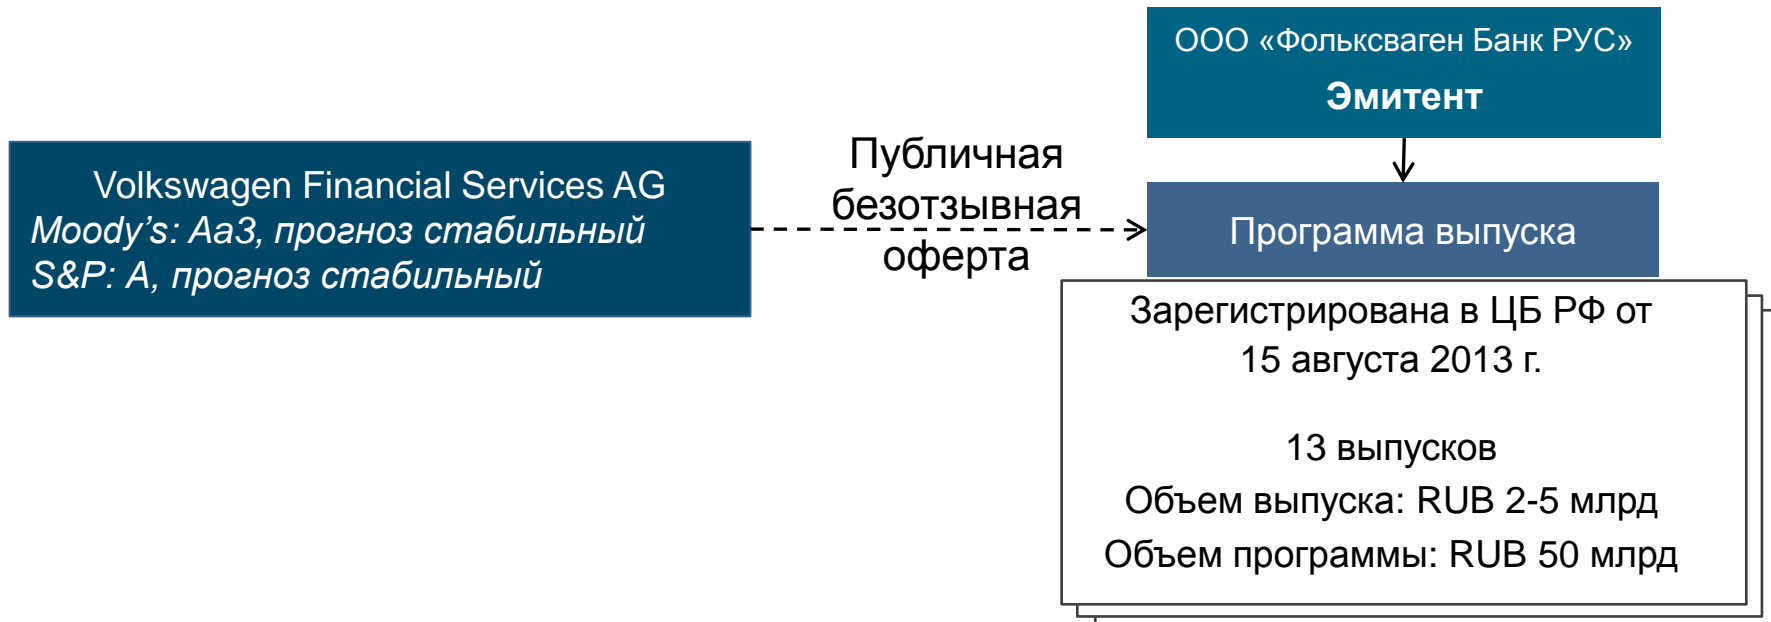 ООО «Фольксваген Банк РУС»
Эмитент
Volkswagen Financial Services AG
Moody’s: Aa3, прогноз стабильный
S&P: A, прогноз стабильный
Публичная
безотзывная
оферта
Программа выпуска
Зарегистрирована в ЦБ РФ от
15 августа 2013 г.
13 выпусков
Объем выпуска: RUB 2-5 млрд
Объем программы: RUB 50 млрд